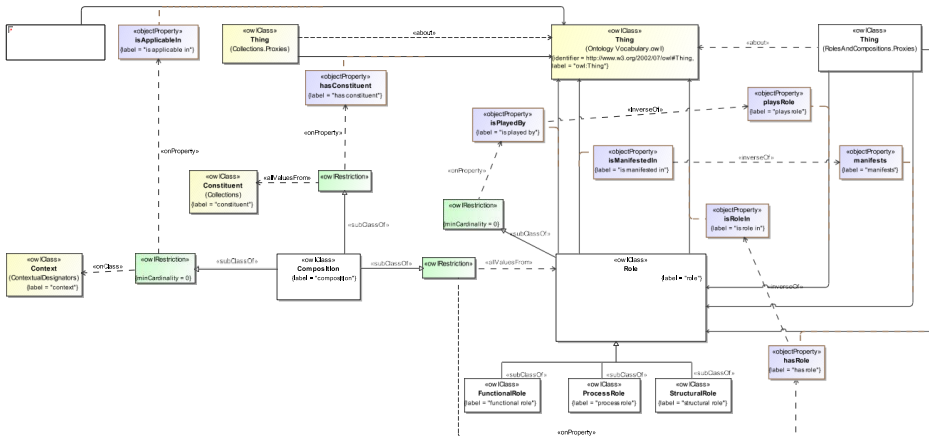 «owlClass»
Thing
(Collections.Proxies)
«objectProperty»
isApplicableIn
{label = "is applicable in"}
«about»
«owlClass»
Thing
(Ontology Vocabulary.owl)
{identifier = http://www.w3.org/2002/07/owl#Thing,
label = "owl:Thing"}
«about»
«owlClass»
Thing
(RolesAndCompositions.Proxies)
«objectProperty»
hasConstituent
{label = "has constituent"}
«objectProperty»
playsRole
{label = "plays role"}
«inverseOf»
«objectProperty»
isPlayedBy
{label = "is played by"}
«onProperty»
«onProperty»
«objectProperty»
isManifestedIn
{label = "is manifested in"}
«inverseOf»
«objectProperty»
manifests
{label = "manifests"}
«onProperty»
«owlClass»
Constituent
(Collections)
{label = "constituent"}
«allValuesFrom»
«owlRestriction»
«owlRestriction»
{minCardinality = 0}
«objectProperty»
isRoleIn
{label = "is role in"}
«subClassOf»
«subClassOf»
«owlClass»
Context
(ContextualDesignators)
{label = "context"}
«onClass»
«owlRestriction»
{minCardinality = 0}
«subClassOf»
«owlClass»
Composition
{label = "composition"}
«subClassOf»
«owlRestriction»
«allValuesFrom»
«owlClass»
Role
{label = "role"}
«inverseOf»
«objectProperty»
hasRole
{label = "has role"}
«subClassOf»
«subClassOf»
«subClassOf»
«owlClass»
FunctionalRole
{label = "functional role"}
«owlClass»
ProcessRole
{label = "process role"}
«owlClass»
StructuralRole
{label = "structural role"}
«onProperty»